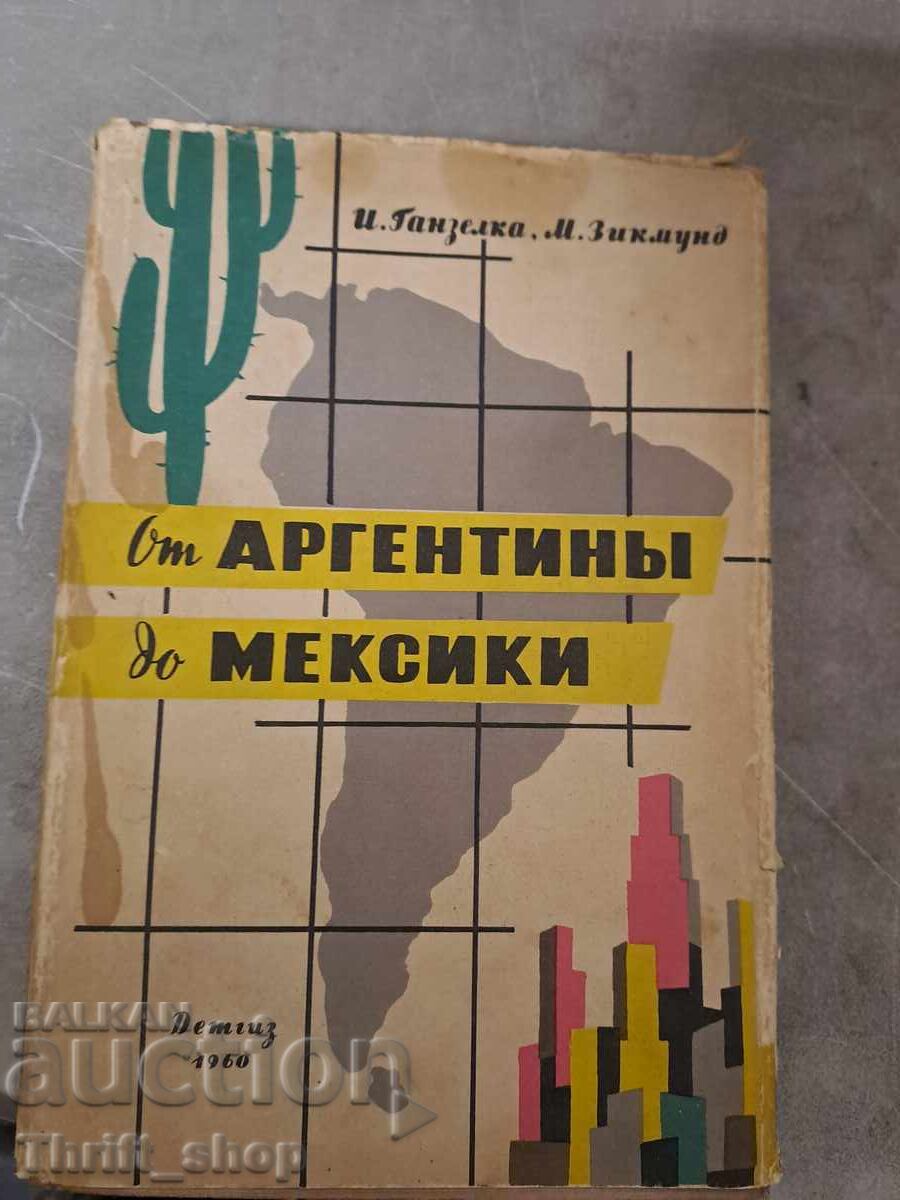 И. Ганзелка, М. Зикмунд
От АРГЕНТИНЫ
до МЕКСИКИ
Детгиз
1960
BALKAN
auction
Thrift_shop